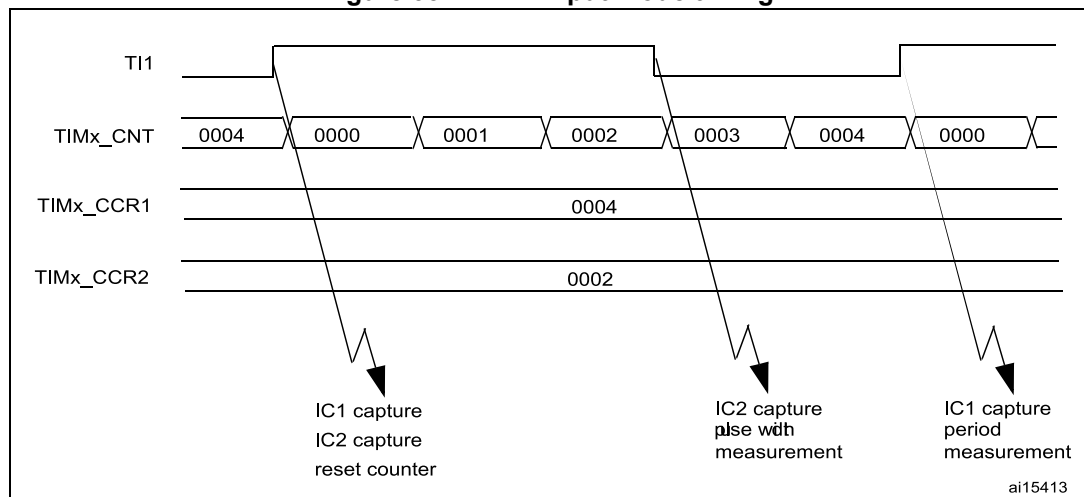 TI1
TIMx_CNT 0004 0000 0001 0002 0003 0004 0000
TIMx_CCR1 0004
TIMx_CCR2 0002
IC1 capture
IC2 capture
reset counter
IC2 capture
measurement
IC1 capture
period
measurement
ai15413